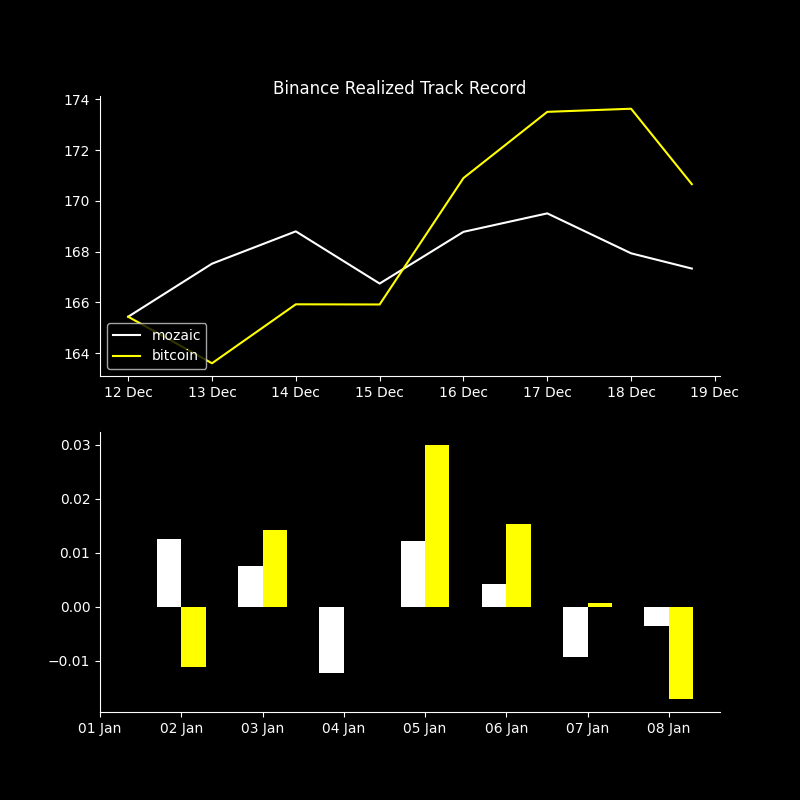 Binance Realized Track Record
174
172
170
168
166
164
mozaic
bitcoin
12 Dec 13 Dec 14 Dec 15 Dec 16 Dec 17 Dec 18 Dec 19 Dec
0.03
0.02
0.01
0.00
−0.01
01 Jan 02 Jan 03 Jan 04 Jan 05 Jan 06 Jan 07 Jan 08 Jan